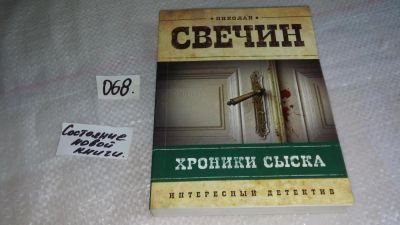 068.
Состояние
новой
книги.
НИКОЛАЙ
СВЕЧИН
ХРОНИКИ СЫСКА
ИНТЕРЕСНЫЙ ДЕТЕКТИВ